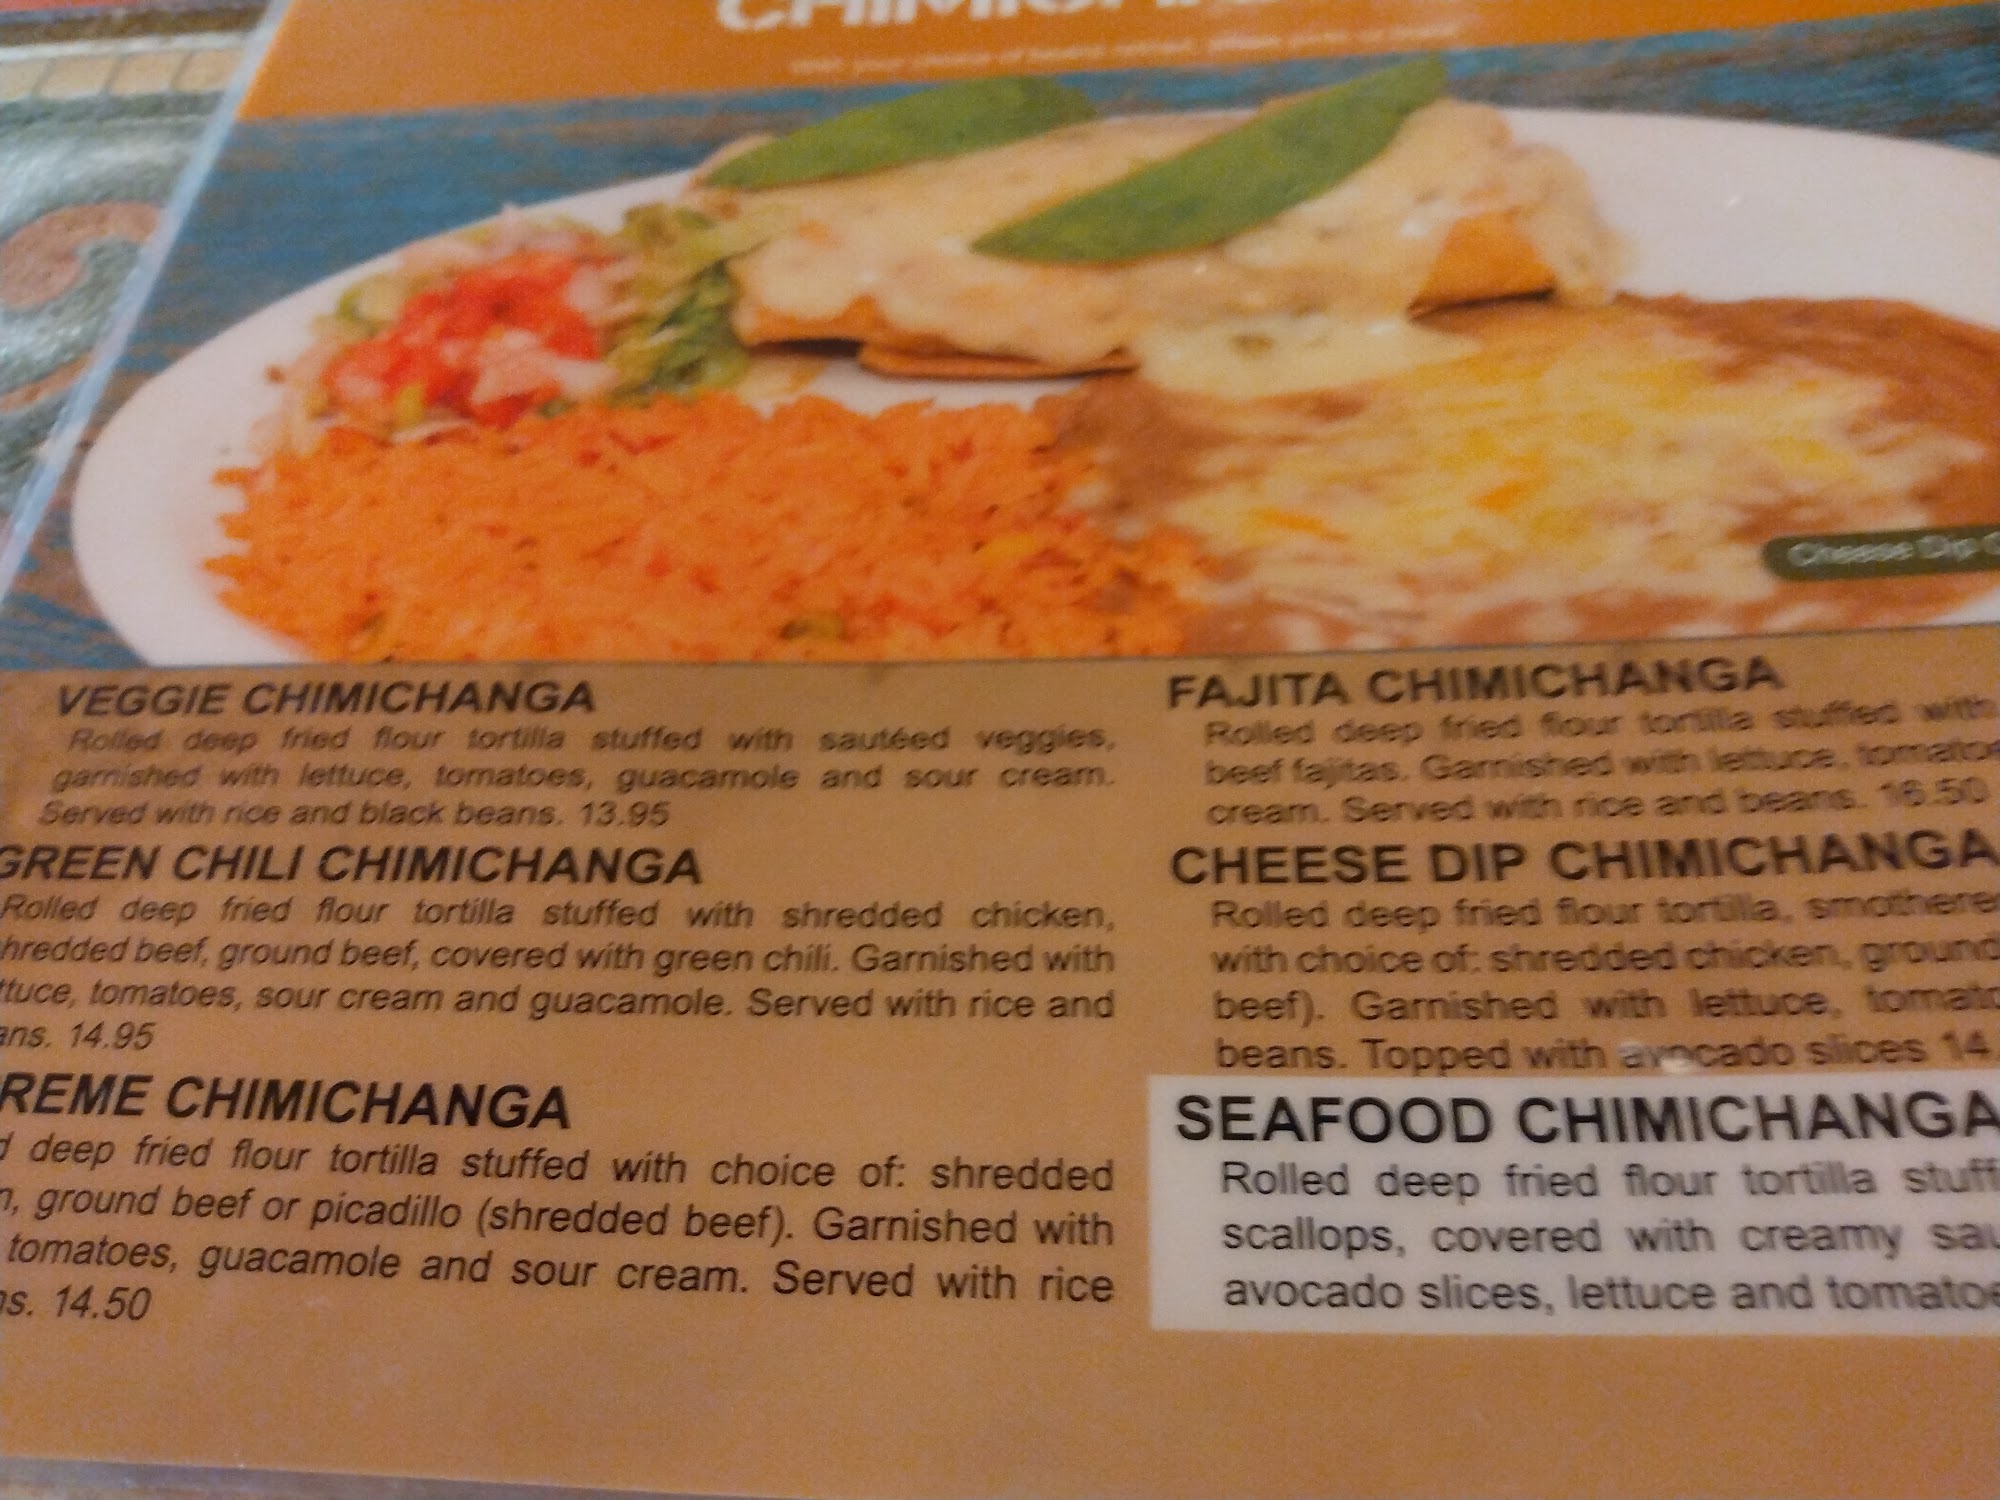 VEGGIE CHIMICHANGA
Rolled deep fried flour tortilla stuffed with sautéed veggies,
garnished with lettuce, tomatoes, guacamole and sour cream.
Served with rice and black beans. 13.95
GREEN CHILI CHIMICHANGA
Rolled deep fried flour tortilla stuffed with shredded chicken,
hredded beef, ground beef, covered with green chili. Garnished with
ttuce, tomatoes, sour cream and guacamole. Served with rice and
ans. 14.95
REME CHIMICHANGA
d deep fried flour tortilla stuffed with choice of: shredded
n, ground beef or picadillo (shredded beef). Garnished with
tomatoes, guacamole and sour cream. Served with rice
ns. 14.50
Cheese Dip C
FAJITA CHIMICHANGA
Rolled deep fried flour tortilla stuffed with
beef fajitas. Garnished with lettuce, tomatoe
cream. Served with rice and beans. 16.50
CHEESE DIP CHIMICHANGA
Rolled deep fried flour tortilla, smothere
with choice of: shredded chicken, ground
beef). Garnished with lettuce, tomato
beans. Topped with avocado slices 14.
SEAFOOD CHIMICHANGA
Rolled deep fried flour tortilla stuff
scallops, covered with creamy sau
avocado slices, lettuce and tomatoe